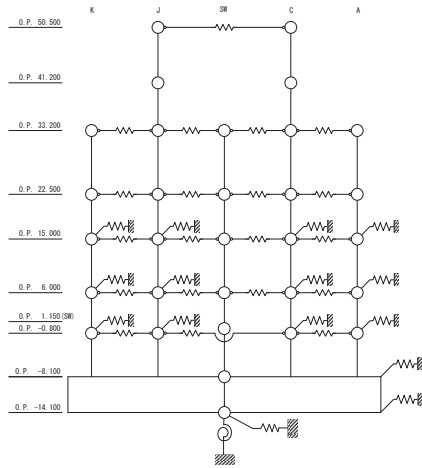 K J SW C A
O.P. 50.500
O.P. 41.200
O.P. 33.200
O.P. 22.500
O.P. 15.000
O.P. 6.000
O.P. 1.150(SW)
O.P. -0.800
O.P. -8.100
O.P. -14.100